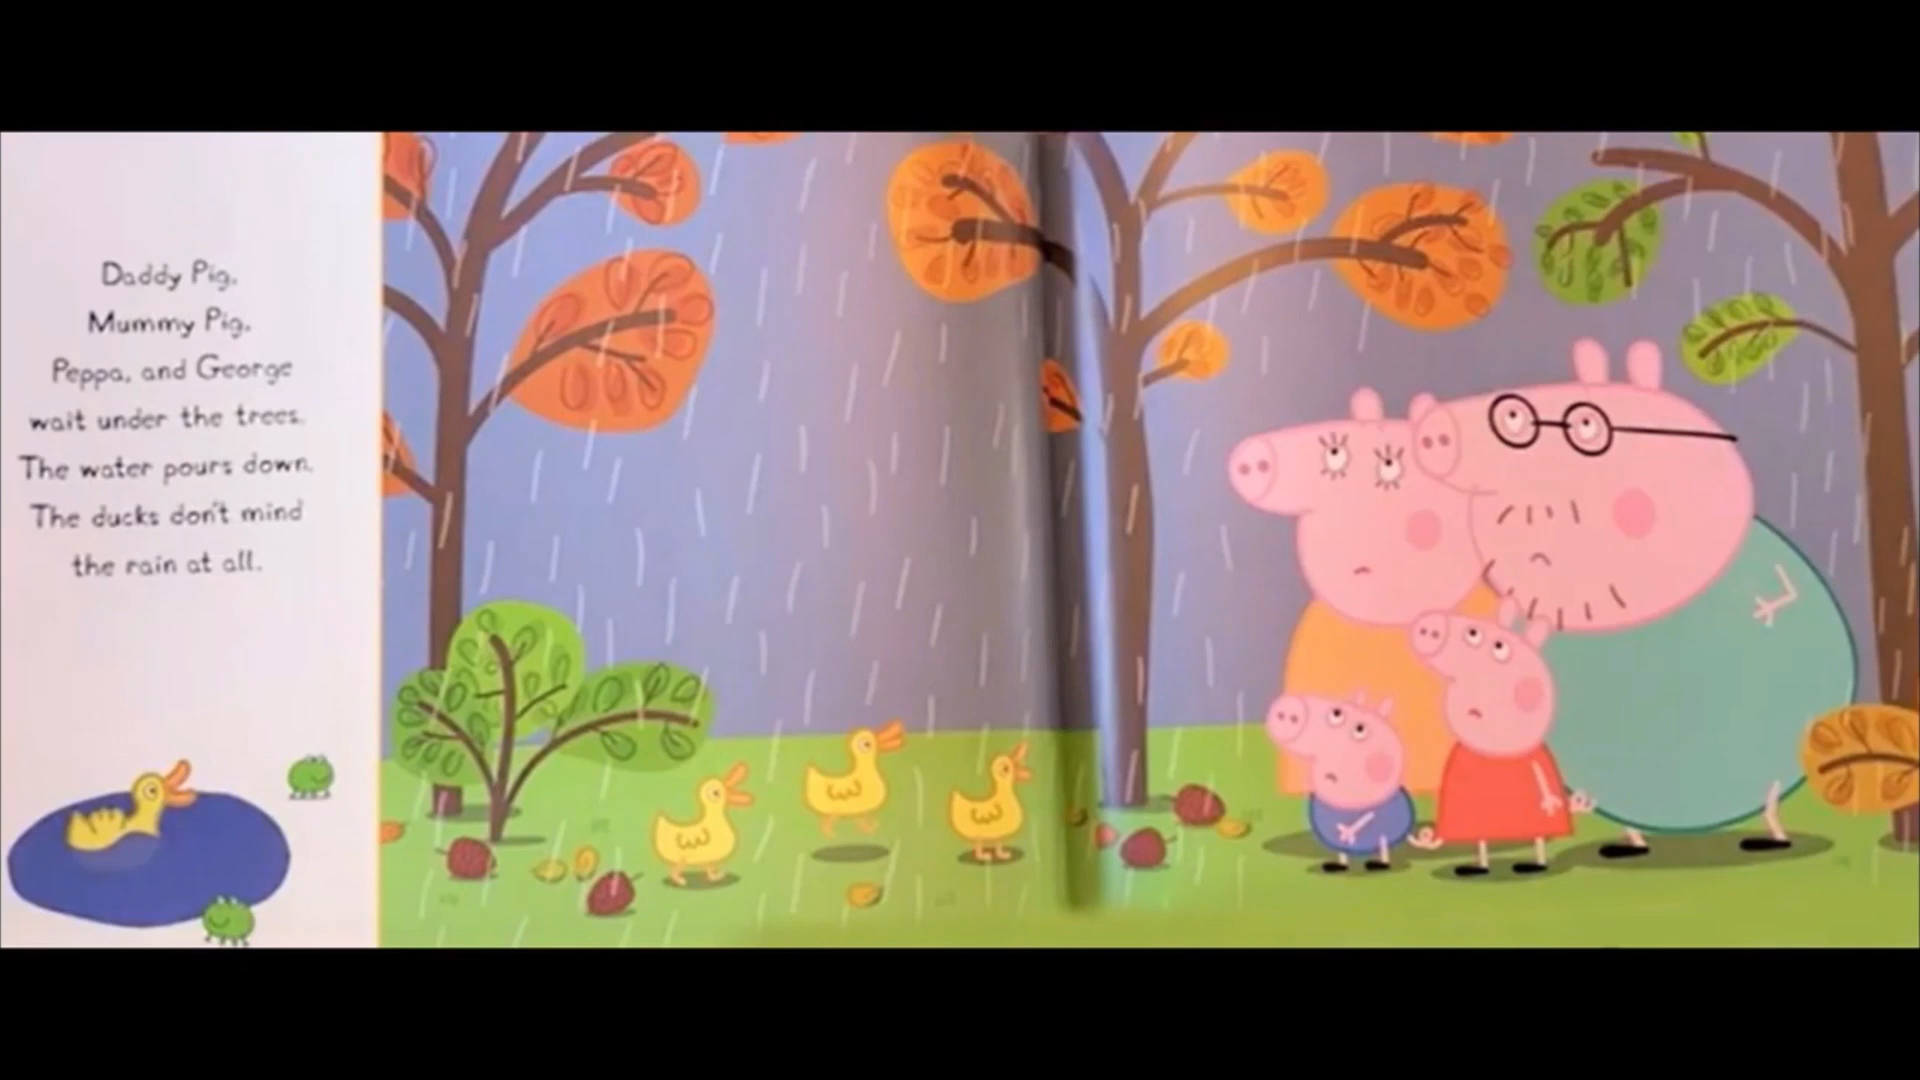 Daddy Pig,
Mummy Pig,
Peppa, and George
wait under the trees.
The water pours down.
The ducks don't mind
the rain at all.